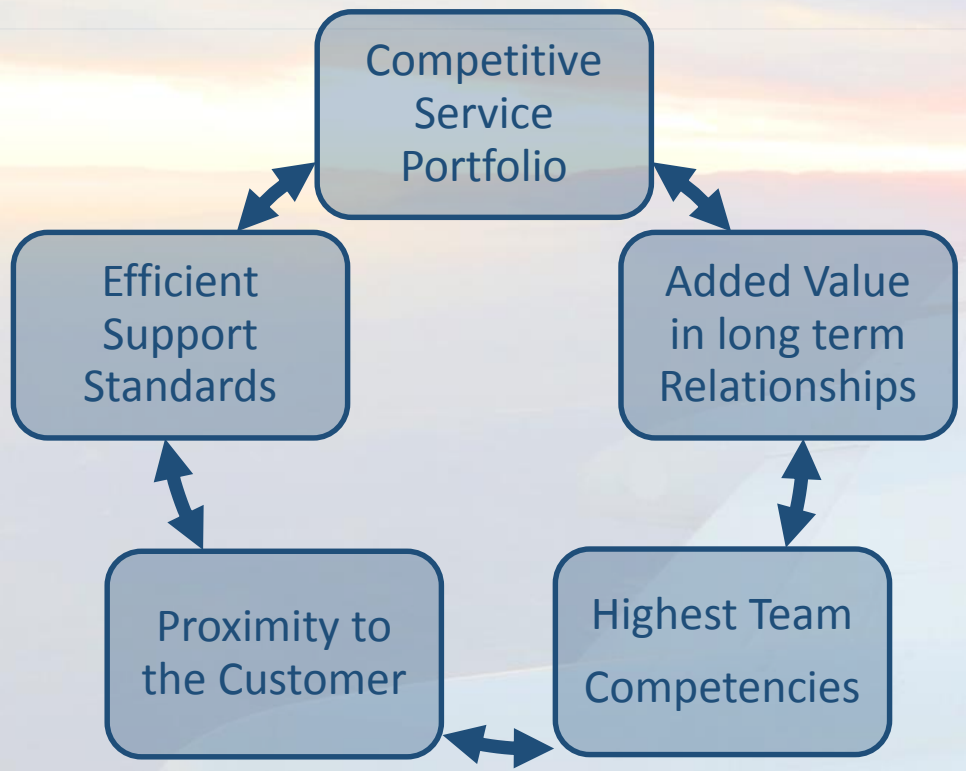 Competitive
Service
Portfolio
Efficient
Support
Standards
Added Value
in long term
Relationships
Proximity to
the Customer
Highest Team
Competencies